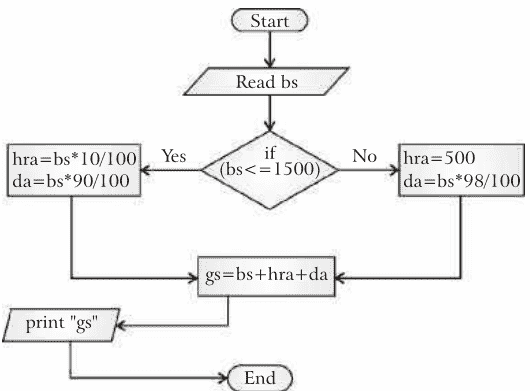 Start
Read bs
if
(bs<=1500)
Yes
No
hra=bs*10/100
da=bs*90/100
hra=500
da=bs*98/100
gs=bs+hra+da
print "gs"
End